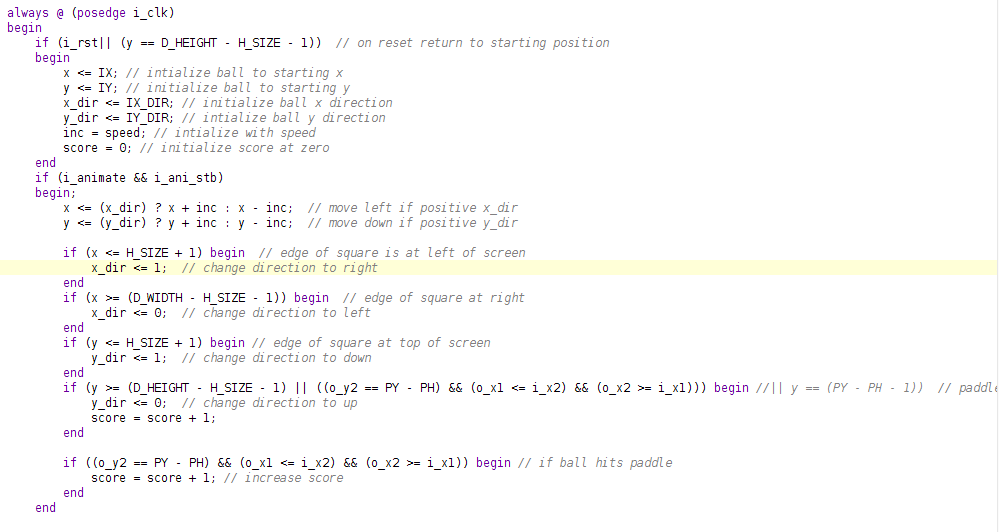 always @ (posedge i_clk)
begin
    if (i_rst|| (y == D_HEIGHT - H_SIZE - 1))  // on reset return to starting position
    begin
        x <= IX; // intialize ball to starting x
        y <= IY; // initialize ball to starting y
        x_dir <= IX_DIR; // initialize ball x direction
        y_dir <= IY_DIR; // intialize ball y direction
        inc = speed; // intialize with speed
        score = 0; // initialize score at zero
    end
    if (i_animate && i_ani_stb)
    begin;
        x <= (x_dir) ? x + inc : x - inc;  // move left if positive x_dir
        y <= (y_dir) ? y + inc : y - inc;  // move down if positive y_dir

        if (x <= H_SIZE + 1) begin  // edge of square is at left of screen
            x_dir <= 1;  // change direction to right
        end
        if (x >= (D_WIDTH - H_SIZE - 1)) begin  // edge of square at right
            x_dir <= 0;  // change direction to left
        end
        if (y <= H_SIZE + 1) begin // edge of square at top of screen
            y_dir <= 1;  // change direction to down
        end
        if (y >= (D_HEIGHT - H_SIZE - 1) || ((o_y2 == PY - PH) && (o_x1 <= i_x2) && (o_x2 >= i_x1))) begin //|| y == (PY - PH - 1))  // paddle
            y_dir <= 0;  // change direction to up
            score = score + 1;
        end

        if ((o_y2 == PY - PH) && (o_x1 <= i_x2) && (o_x2 >= i_x1)) begin // if ball hits paddle
            score = score + 1; // increase score
        end
    end